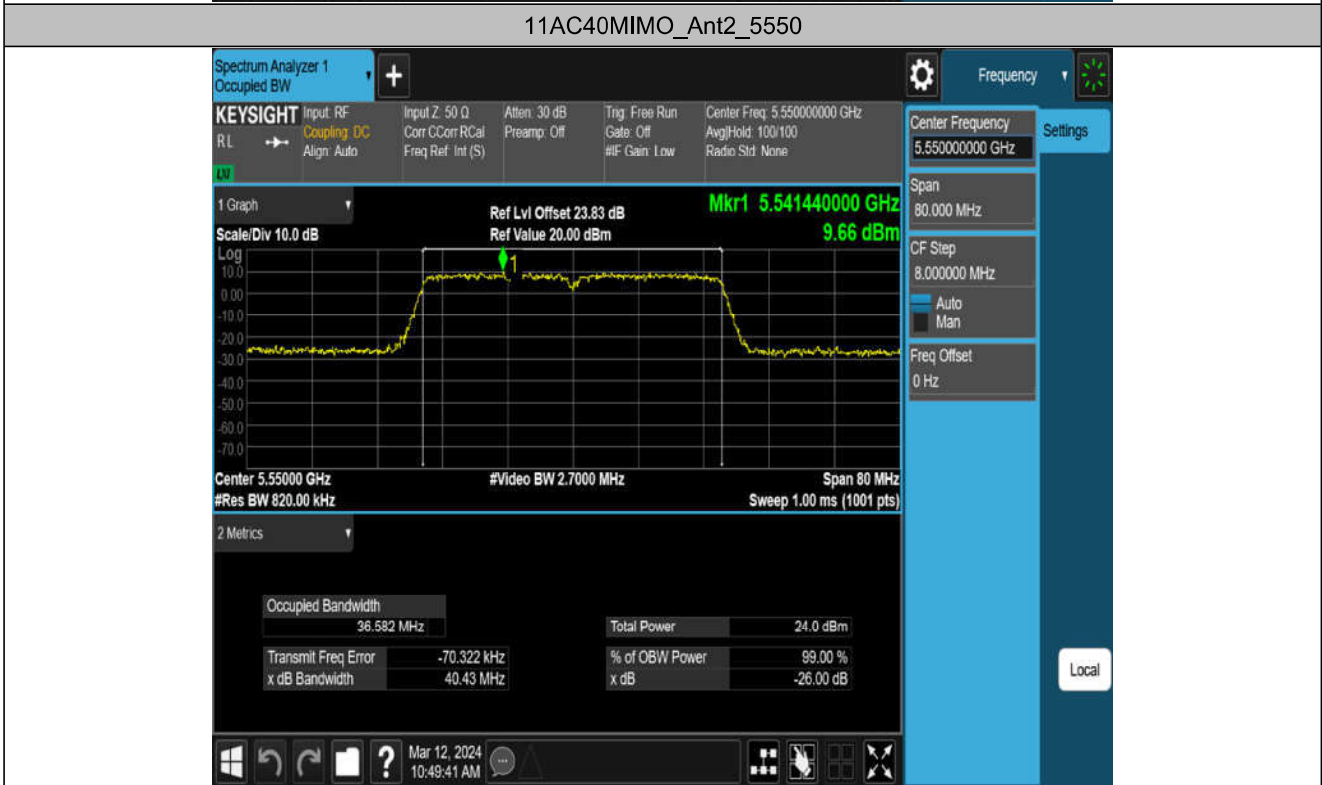 11AC40MIMO_Ant2_5550
Spectrum Analyzer 1
Occupied BW
+
Frequency
KEYSIGHT
RL
LXI
Input: RF
Coupling: DC
Align: Auto
Input Z: 50 Ω
Corr CCorr RCal
Freq Ref: Int (S)
Atten: 30 dB
Preamp: Off
Trig: Free Run
Gate: Off
#IF Gain: Low
Center Freq: 5.550000000 GHz
Avg|Hold: 100/100
Radio Std: None
Center Frequency
5.550000000 GHz
Settings
Span
80.000 MHz
CF Step
8.000000 MHz
Auto
Man
Freq Offset
0 Hz
1 Graph
Scale/Div 10.0 dB
Ref Lvl Offset 23.83 dB
Ref Value 20.00 dBm
Mkr1 5.541440000 GHz
9.66 dBm
Log
10.0
0.00
-10.0
-20.0
-30.0
-40.0
-50.0
-60.0
-70.0
1
Center 5.55000 GHz
#Res BW 820.00 kHz
#Video BW 2.7000 MHz
Span 80 MHz
Sweep 1.00 ms (1001 pts)
2 Metrics
Occupied Bandwidth
36.582 MHz
Total Power 24.0 dBm
Transmit Freq Error -70.322 kHz
% of OBW Power 99.00 %
x dB Bandwidth 40.43 MHz
x dB -26.00 dB
Local
?
Mar 12, 2024
10:49:41 AM